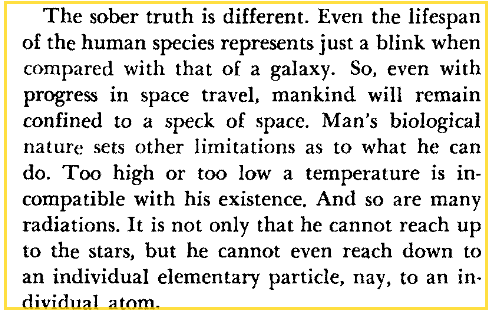 The sober truth is different. Even the lifespan
of the human species represents just a blink when
compared with that of a galaxy. So, even with
progress in space travel, mankind will remain
confined to a speck of space. Man's biological
nature sets other limitations as to what he can
do. Too high or too low a temperature is in-
compatible with his existence. And so are many
radiations. It is not only that he cannot reach up
to the stars, but he cannot even reach down to
an individual elementary particle, nay, to an in-
dividual atom.